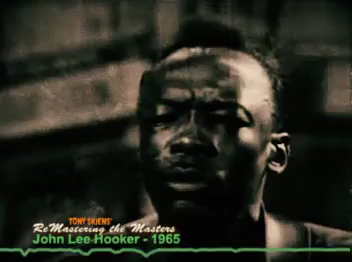 TONY SKIENS'
ReMastering the Masters
John Lee Hooker - 1965